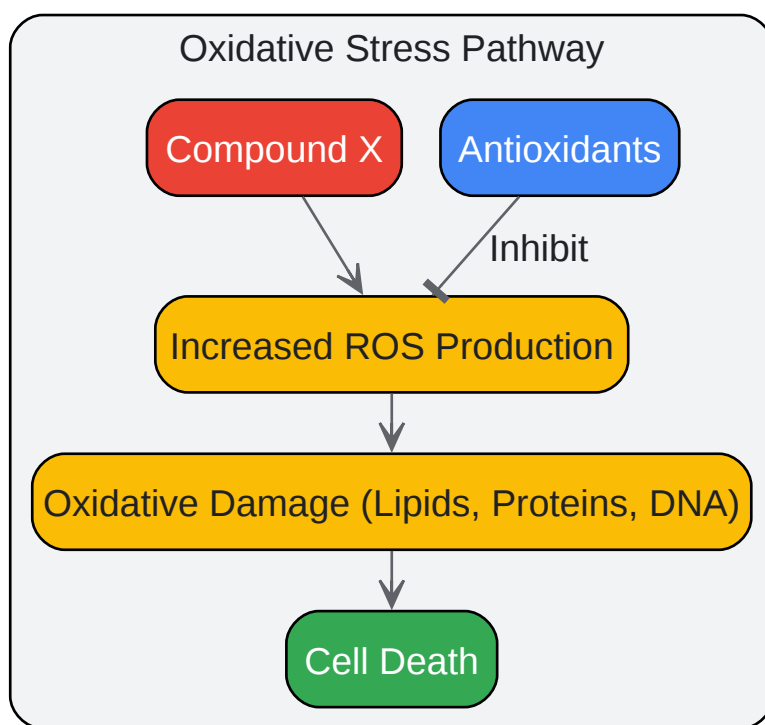 Oxidative Stress Pathway
Compound X
Antioxidants
Inhibit
Increased ROS Production
Oxidative Damage (Lipids, Proteins, DNA)
Cell Death